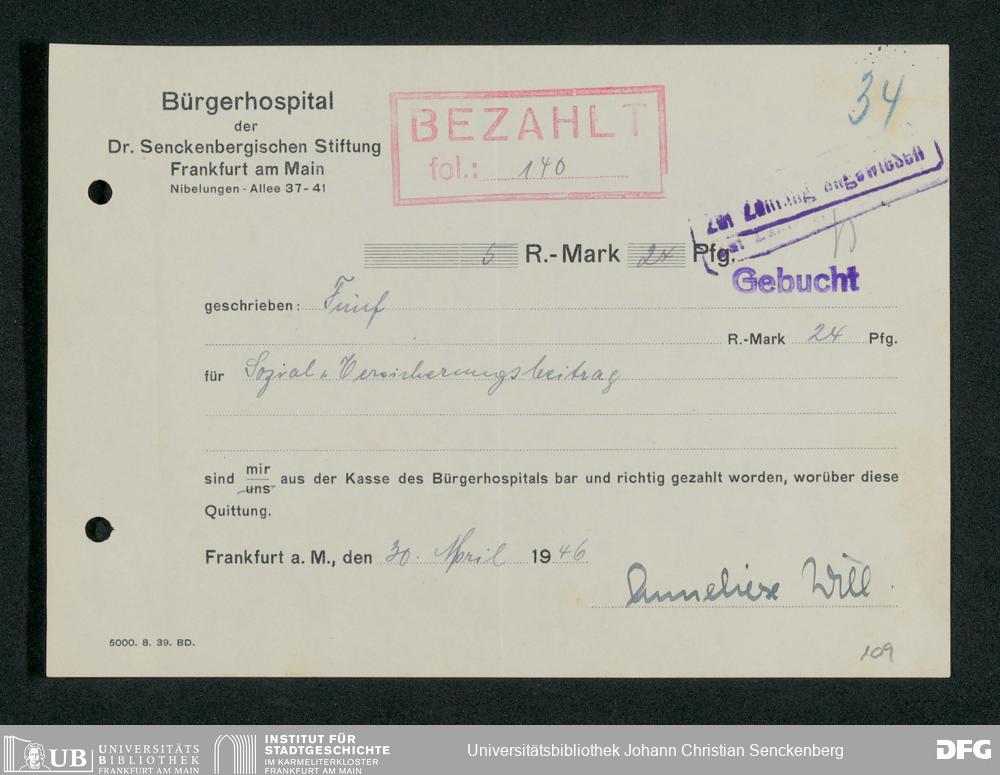 Bürgerhospital
der
Dr. Senckenbergischen Stiftung
Frankfurt am Main
Nibelungen-Allee 37-41
BEZAHLT
fol.: 140
34
Zur Zahlung angewiesen
5 R.-Mark 24 Pfg.
Gebucht
geschrieben: Fünf
R.-Mark 24 Pfg.
für Sozial-Versicherungsbeitrag
sind mir aus der Kasse des Bürgerhospitals bar und richtig gezahlt worden, worüber diese
uns
Quittung.
Frankfurt a. M., den 30. April 1946
Anneliese Will.
5000. 8. 39. BD.
109
UB UNIVERSITÄTS
BIBLIOTHEK
FRANKFURT AM MAIN
INSTITUT FÜR
STADTGESCHICHTE
IM KARMELITERKLOSTER
FRANKFURT AM MAIN
Universitätsbibliothek Johann Christian Senckenberg
DFG